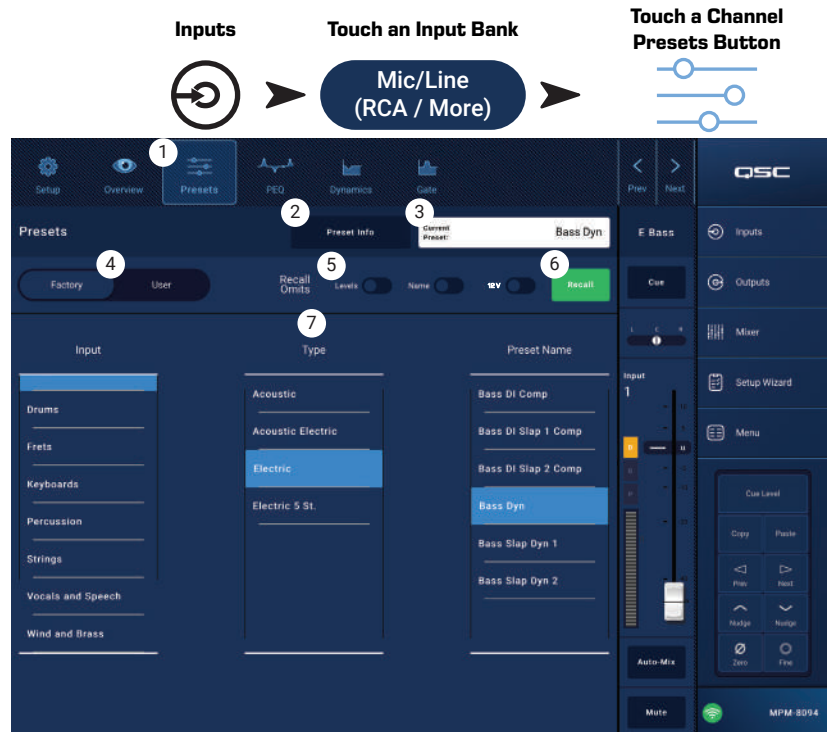 Inputs
Touch an Input Bank
Touch a Channel
Presets Button
Mic/Line
(RCA / More)
1
Setup
Overview
Presets
PEQ
Dynamics
Gate
Prev
Next
QSC
Presets
2
Preset Info
3
Current
Preset:
Bass Dyn
E Bass
Inputs
4
Factory
User
Recall
Omits
5
Levels
Name
12V
6
Recall
Cue
Outputs
7
Input
Type
Preset Name
L C R
Mixer
Drums
Frets
Keyboards
Percussion
Strings
Vocals and Speech
Wind and Brass
Acoustic
Acoustic Electric
Electric
Electric 5 St.
Bass DI Comp
Bass DI Slap 1 Comp
Bass DI Slap 2 Comp
Bass Dyn
Bass Slap Dyn 1
Bass Slap Dyn 2
Input
1
Auto-Mix
Mute
Setup Wizard
Menu
Cue Level
Copy
Paste
Prev
Next
Nudge
Nudge
Zero
Fine
MPM-8094